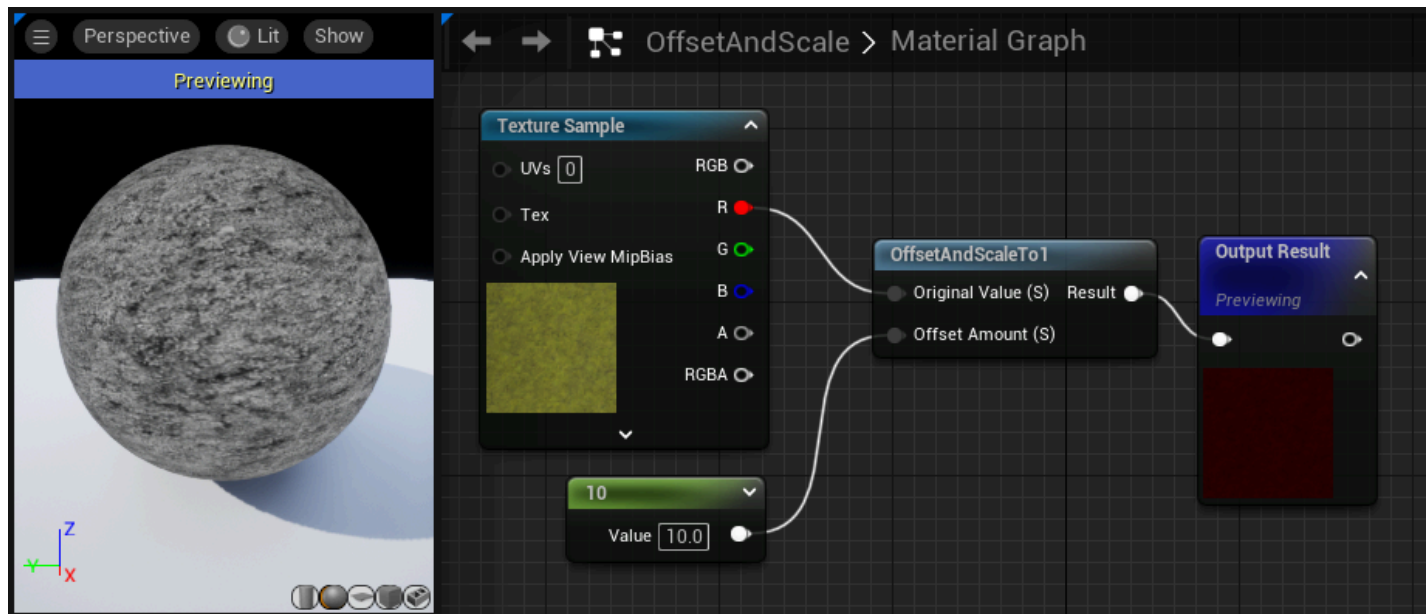 Perspective
Lit
Show
Previewing
Z
Y
X
OffsetAndScale > Material Graph
Texture Sample
UVs 0
Tex
Apply View MipBias
RGB
R
G
B
A
RGBA
10
Value 10.0
OffsetAndScaleTo1
Original Value (S) Result
Offset Amount (S)
Output Result
Previewing